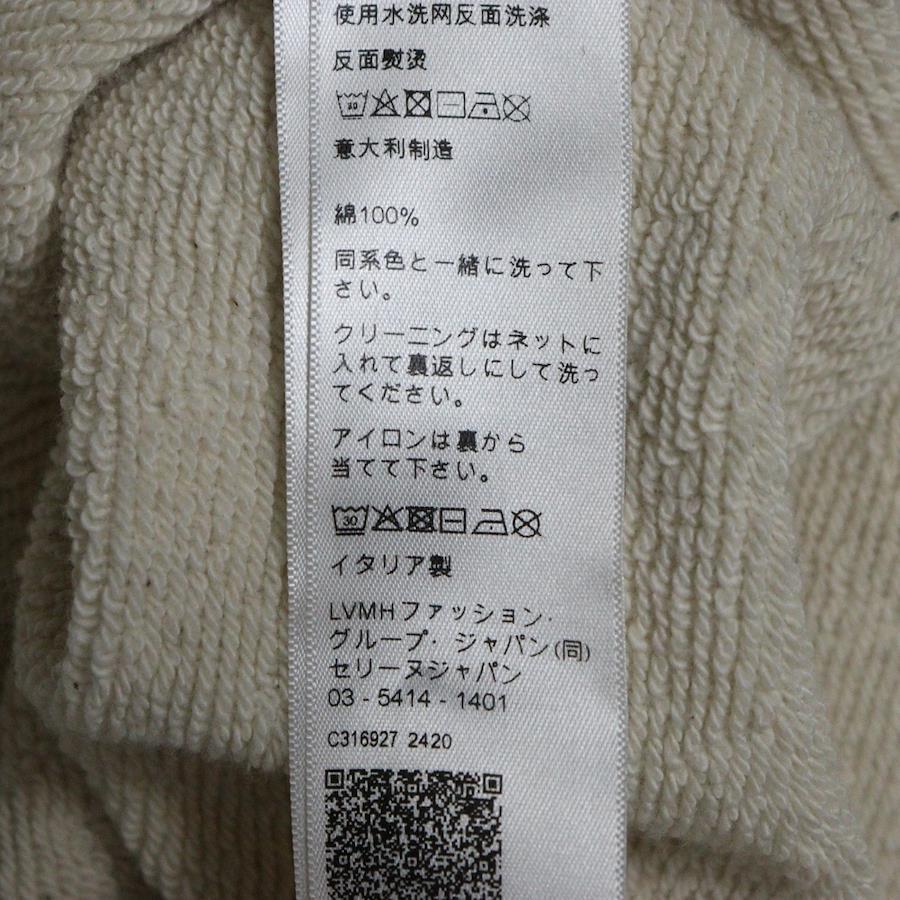 使用水洗网反面洗涤
反面熨烫
30
意大利制造
綿100%
同系色と一緒に洗って下
さい。
クリーニングはネットに
入れて裏返しにして洗っ
てください。
アイロンは裏から
当てて下さい。
30
イタリア製
LVMHファッション・
グループ・ジャパン(同)
セリーヌジャパン
03 - 5414 - 1401
C316927 2420